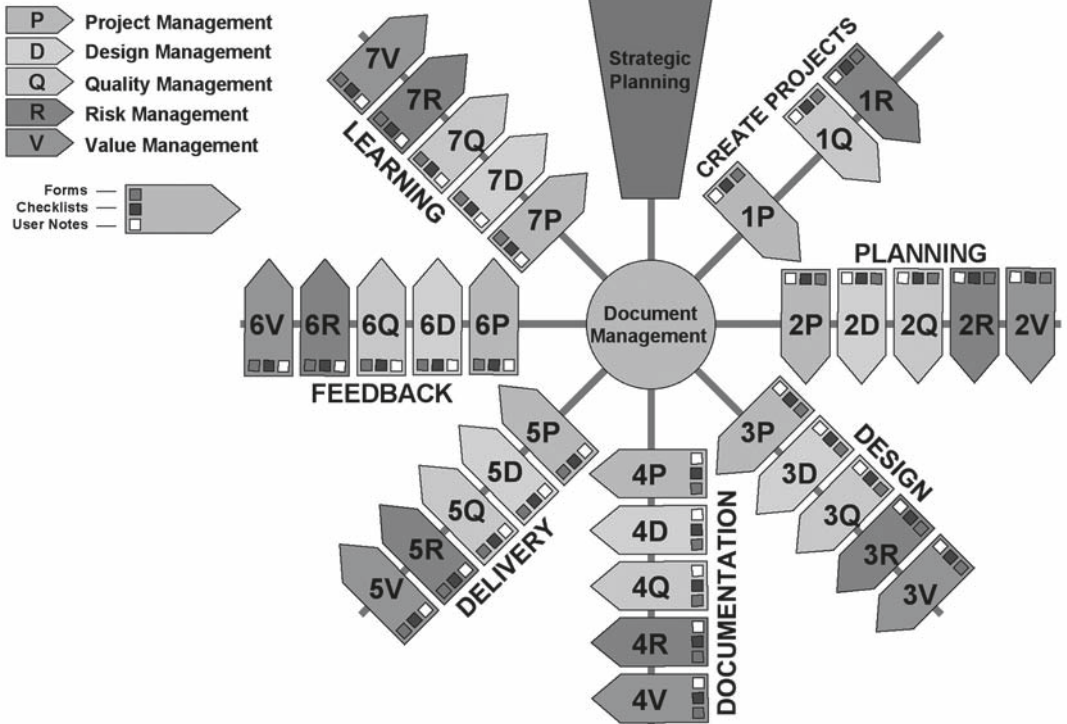 P Project Management
D Design Management
Q Quality Management
R Risk Management
V Value Management
Forms
Checklists
User Notes
Strategic
Planning
Document
Management
CREATE PROJECTS
1P
1Q
1R
PLANNING
2P 2D 2Q 2R 2V
DESIGN
3P
3D
3Q
3R
3V
DOCUMENTATION
4P
4D
4Q
4R
4V
DELIVERY
5P
5D
5Q
5R
5V
6V 6R 6Q 6D 6P
FEEDBACK
LEARNING
7V
7R
7Q
7D
7P